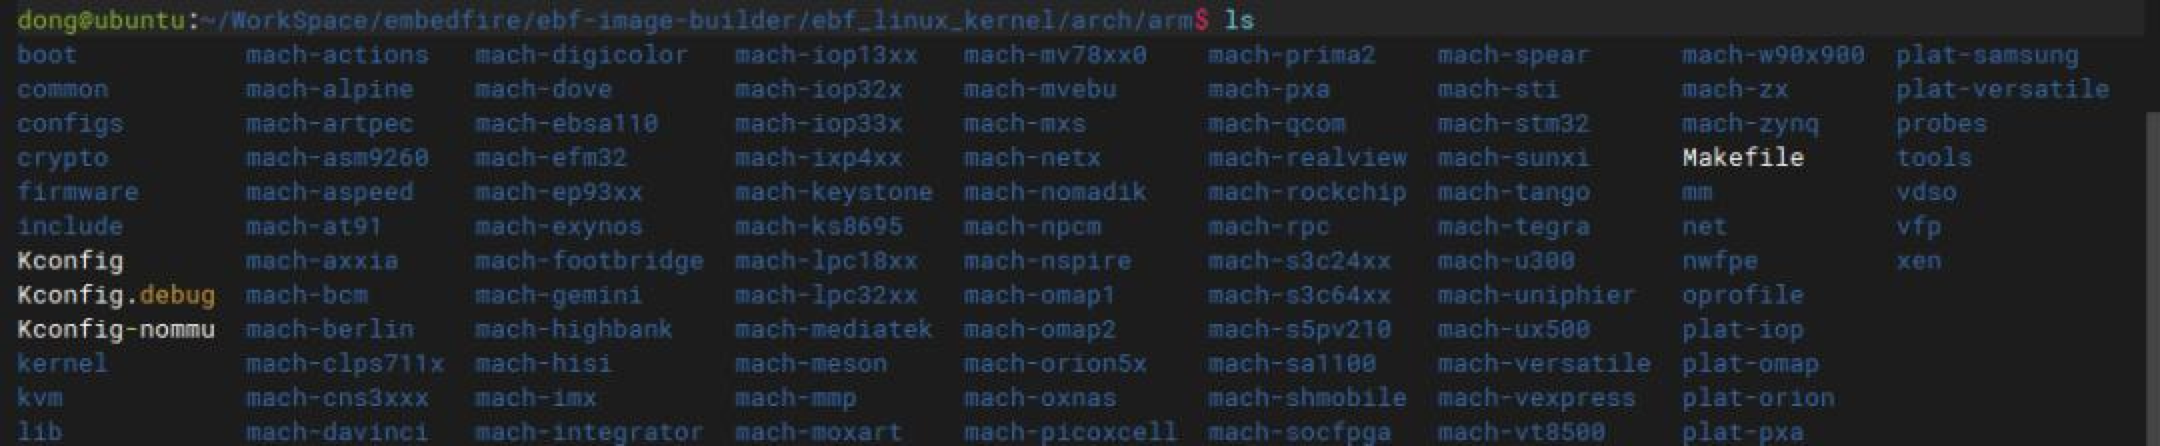 dong@ubuntu:~/WorkSpace/embedfire/ebf-image-builder/ebf_linux_kernel/arch/arm$ ls
boot mach-actions mach-digicolor mach-iop13xx mach-mv78xx0 mach-prima2 mach-spear mach-w90x900 plat-samsung
common mach-alpine mach-dove mach-iop32x mach-mvebu mach-pxa mach-sti mach-zx plat-versatile
configs mach-artpec mach-ebsa110 mach-iop33x mach-mxs mach-qcom mach-stm32 mach-zynq probes
crypto mach-asm9260 mach-efm32 mach-ixp4xx mach-netx mach-realview mach-sunxi Makefile tools
firmware mach-aspeed mach-ep93xx mach-keystone mach-nomadik mach-rockchip mach-tango mm vdso
include mach-at91 mach-exynos mach-ks8695 mach-npcm mach-rpc mach-tegra net vfp
Kconfig mach-axxia mach-footbridge mach-lpc18xx mach-nspire mach-s3c24xx mach-u300 nwfpe xen
Kconfig.debug mach-bcm mach-gemini mach-lpc32xx mach-omap1 mach-s3c64xx mach-uniphier oprofile
Kconfig-nommu mach-berlin mach-highbank mach-mediatek mach-omap2 mach-s5pv210 mach-ux500 plat-iop
kernel mach-clps711x mach-hisi mach-meson mach-orion5x mach-sa1100 mach-versatile plat-omap
kvm mach-cns3xxx mach-imx mach-mmp mach-oxnas mach-shmobile mach-vexpress plat-orion
lib mach-davinci mach-integrator mach-moxart mach-picoxcell mach-socfpga mach-vt8500 plat-pxa